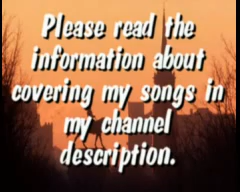 Please read the
information about
covering my songs in
my channel
description.